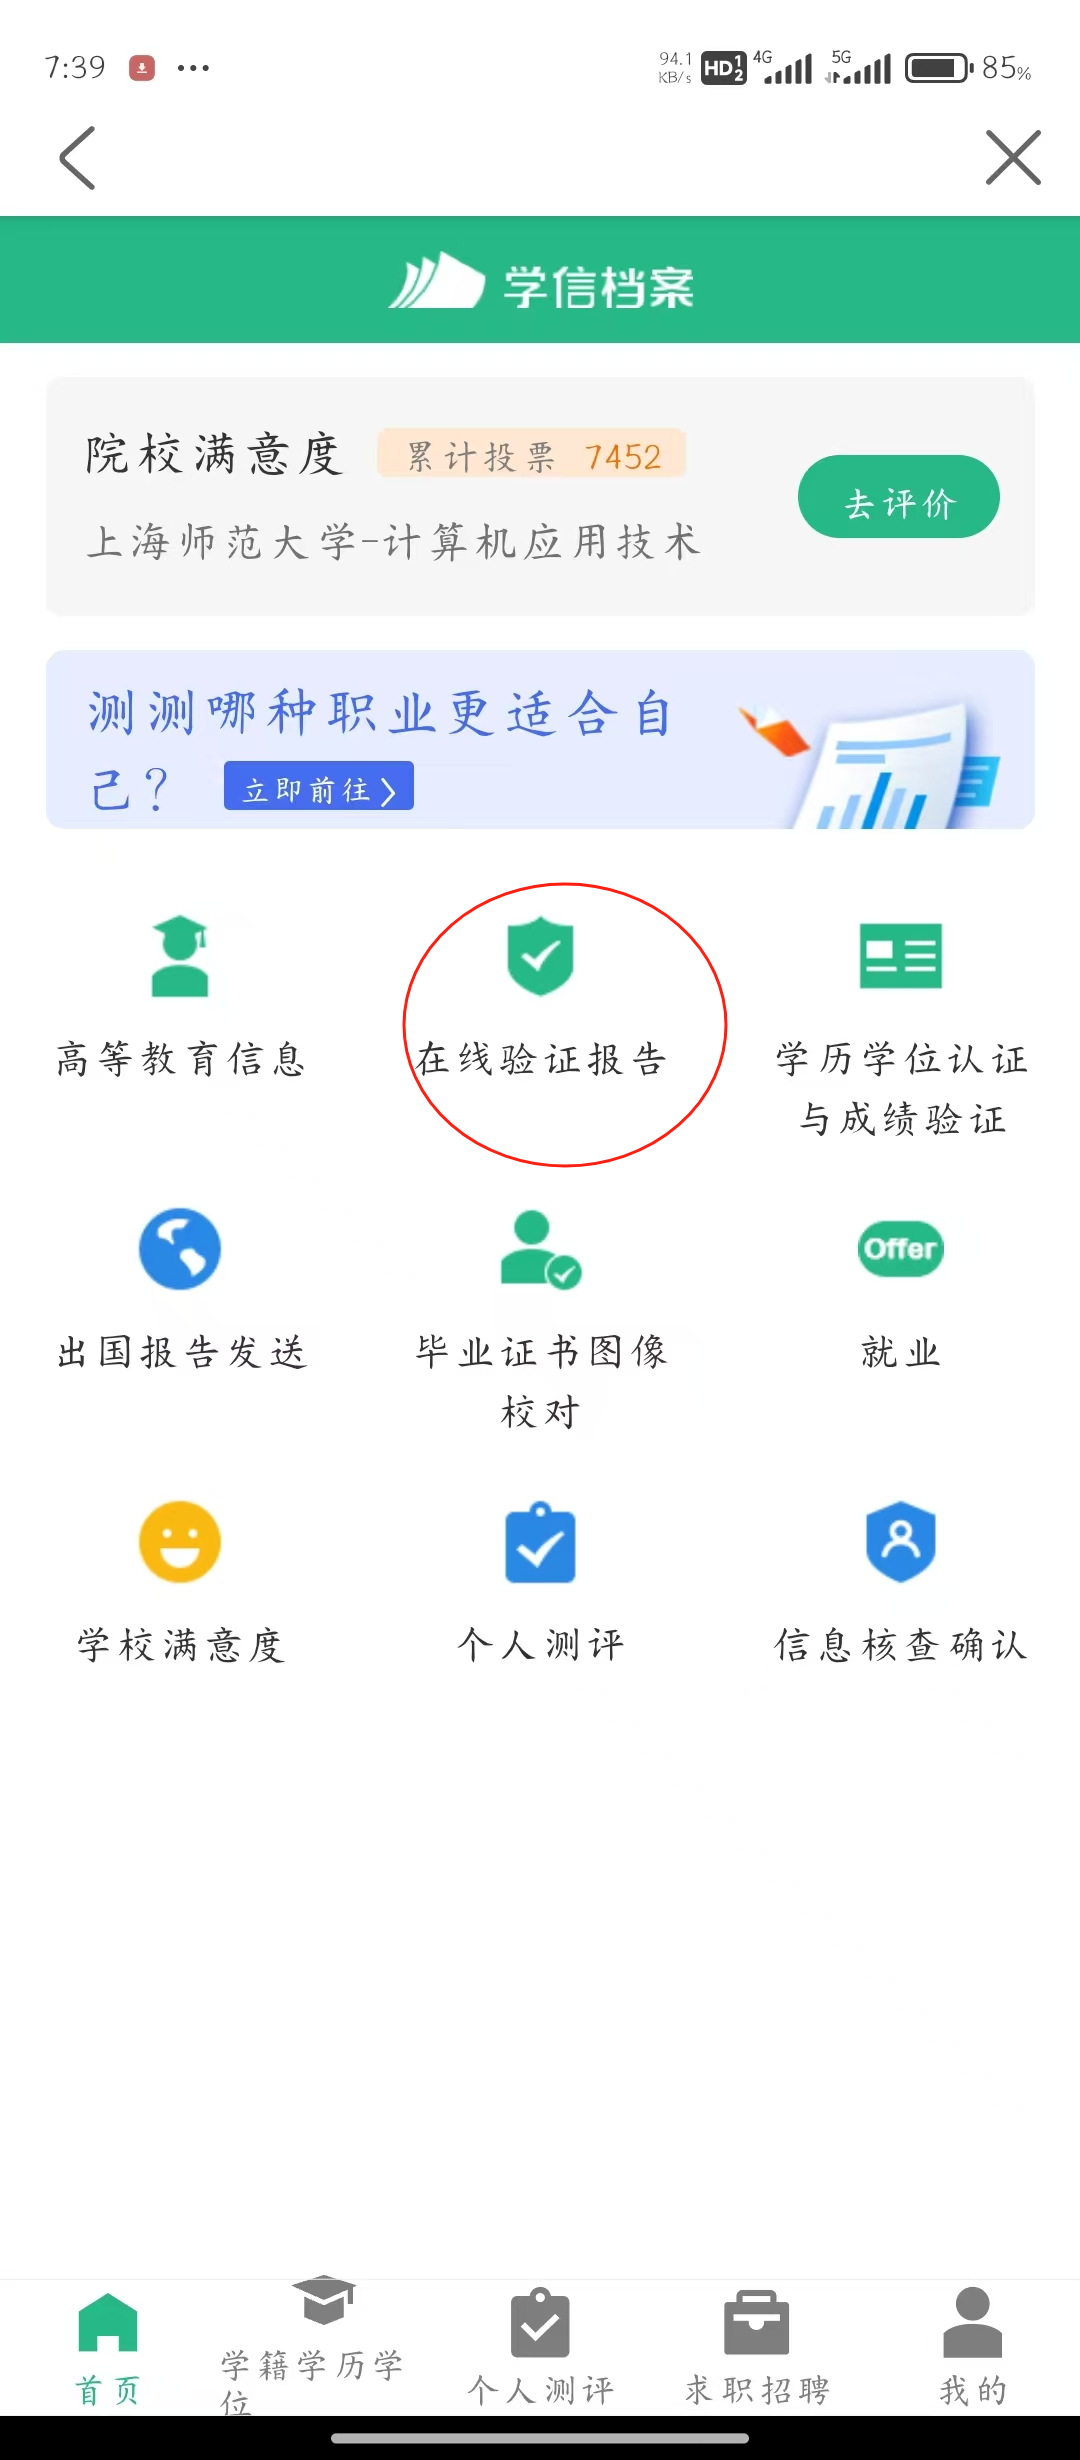 7:39
94.1
KB/s
HD 1 2
4G
5G
85%
学信档案
院校满意度 累计投票 7452
去评价
上海师范大学-计算机应用技术
测测哪种职业更适合自
己？ 立即前往
高等教育信息
在线验证报告
学历学位认证
与成绩验证
出国报告发送
毕业证书图像
校对
Offer
就业
学校满意度
个人测评
信息核查确认
首页
学籍学历学
位
个人测评
求职招聘
我的